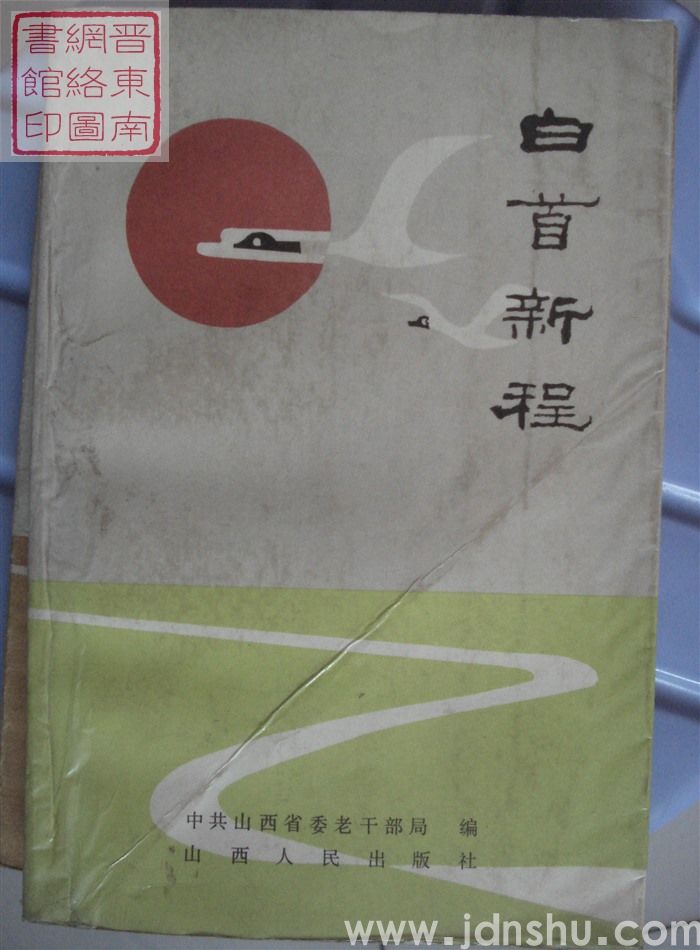 晋東南
網絡圖
書館印
白首新程
中共山西省委老干部局 编
山西人民出版社
www.jdnshu.com